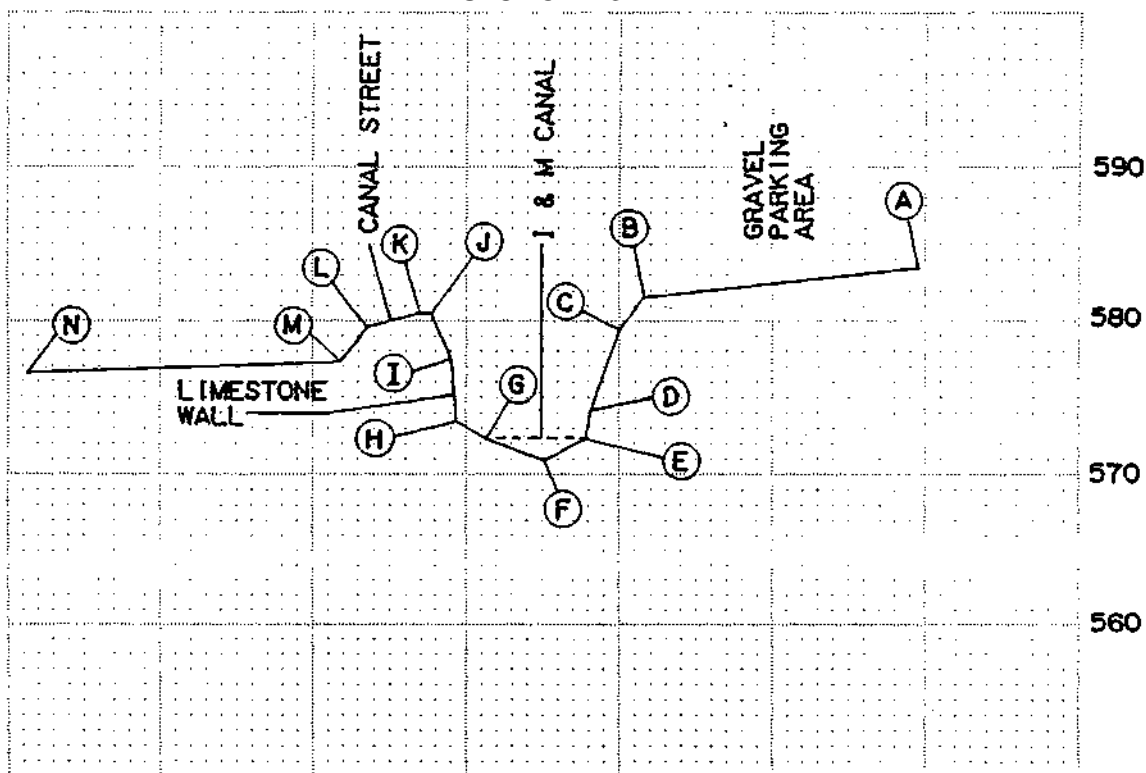 CANAL STREET
I & M CANAL
GRAVEL
PARKING
AREA
590
A
B
K
J
L
C
580
N
M
I
G
LIMESTONE
WALL
D
H
E
570
F
560